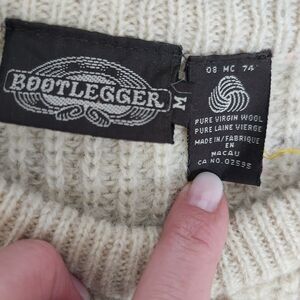 BOOTLEGGER
M
08 MC 74
PURE VIRGIN WOOL
PURE LAINE VIERGE
MADE IN/FABRIQUE
EN
MACAU
CA NO. 02595